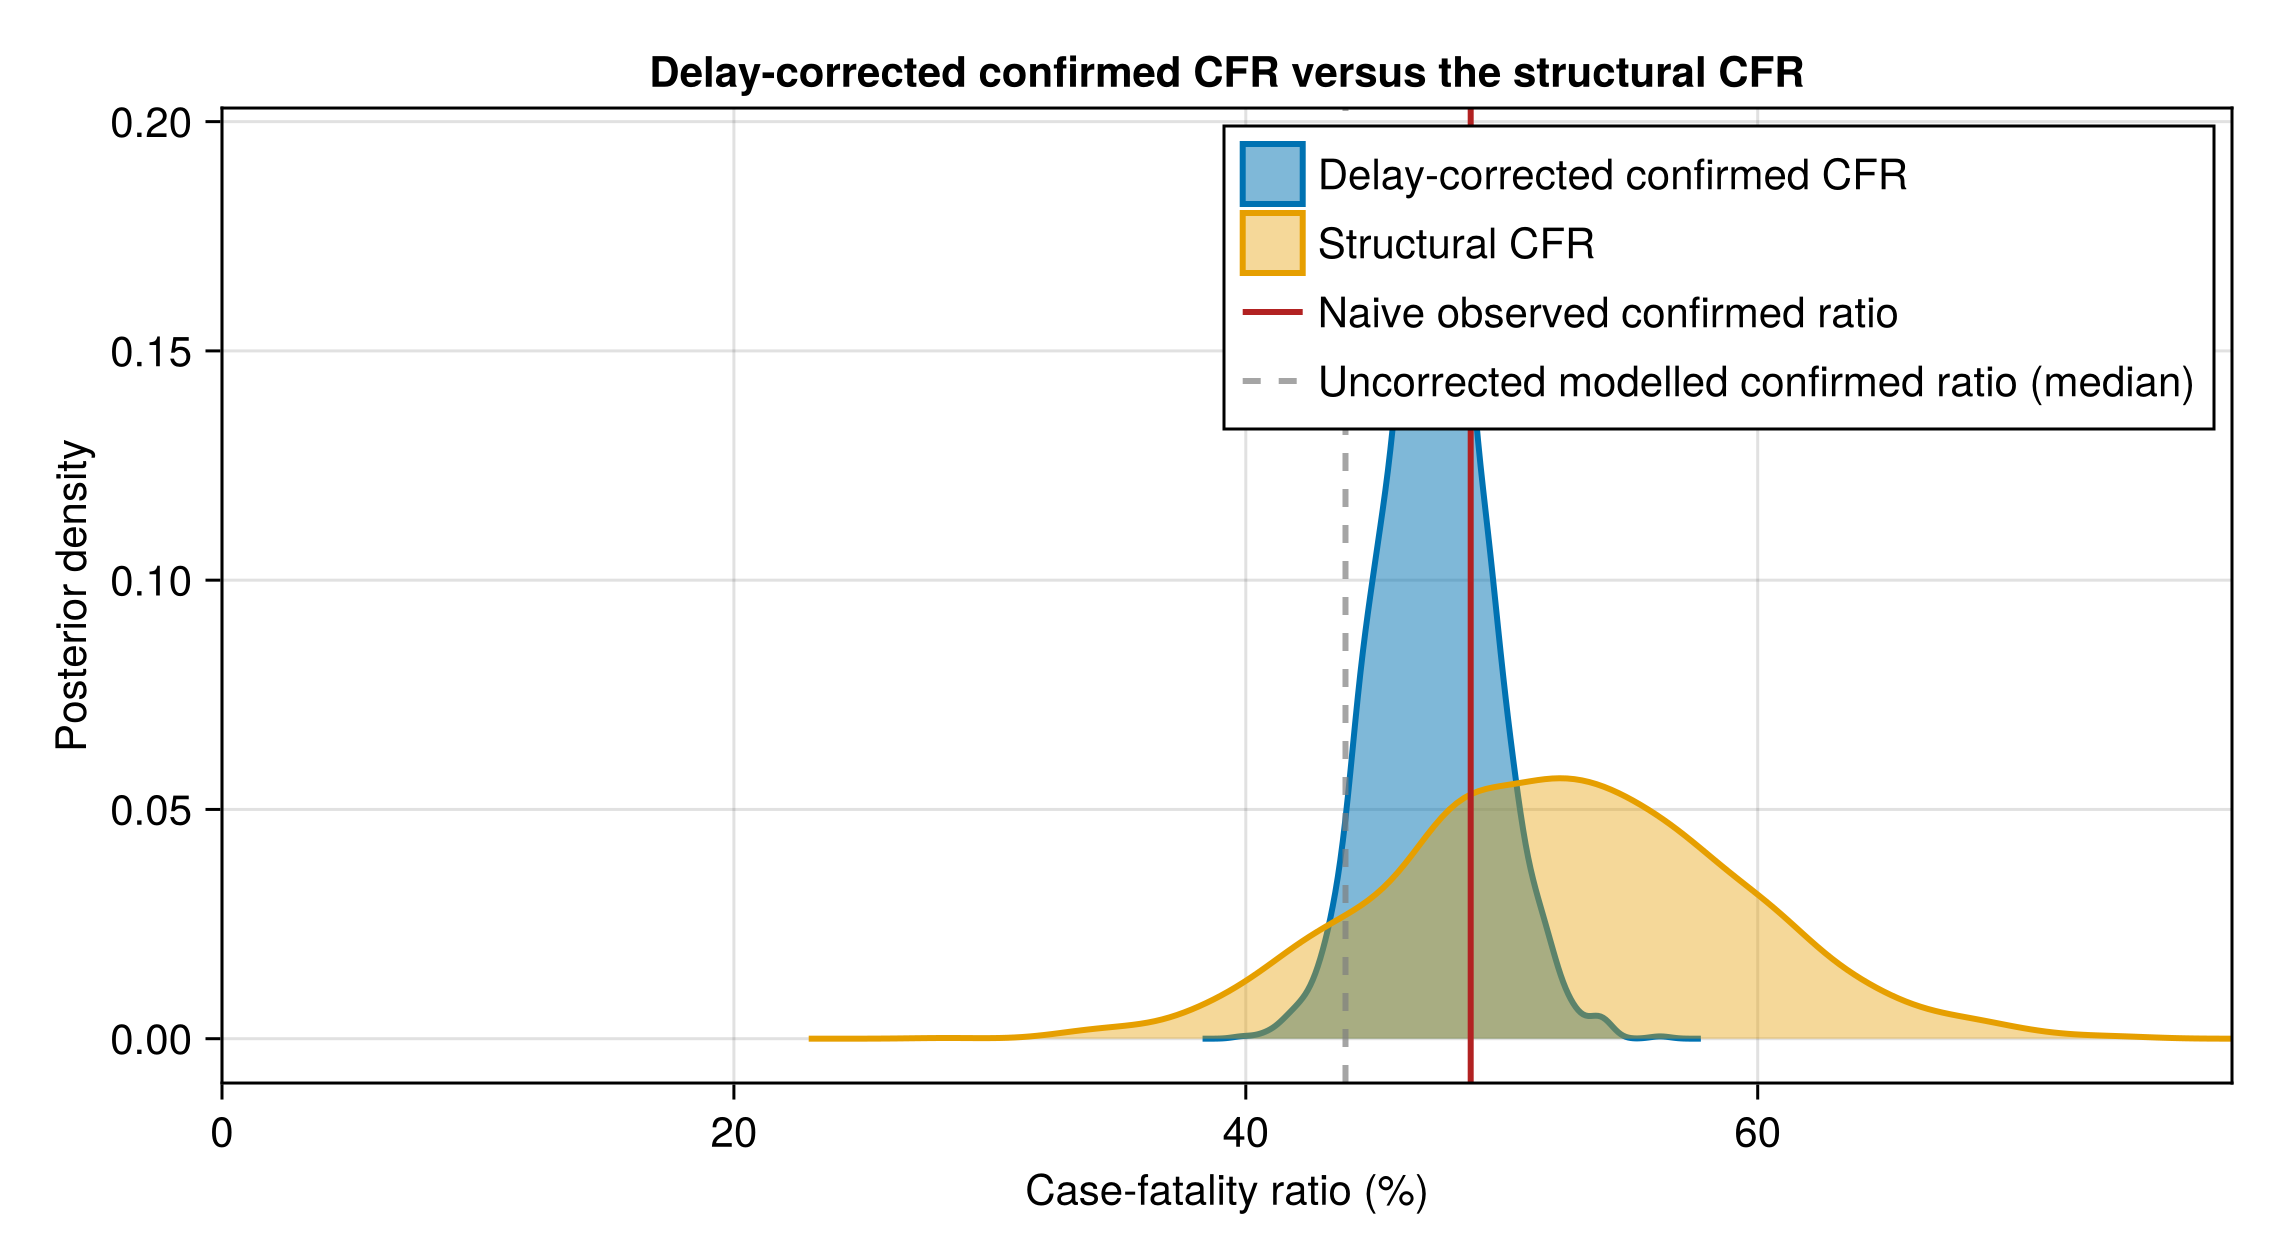 Delay-corrected confirmed CFR versus the structural CFR
0.20
0.15
0.10
0.05
0.00
Posterior density
Delay-corrected confirmed CFR
Structural CFR
Naive observed confirmed ratio
Uncorrected modelled confirmed ratio (median)
0 20 40 60
Case-fatality ratio (%)